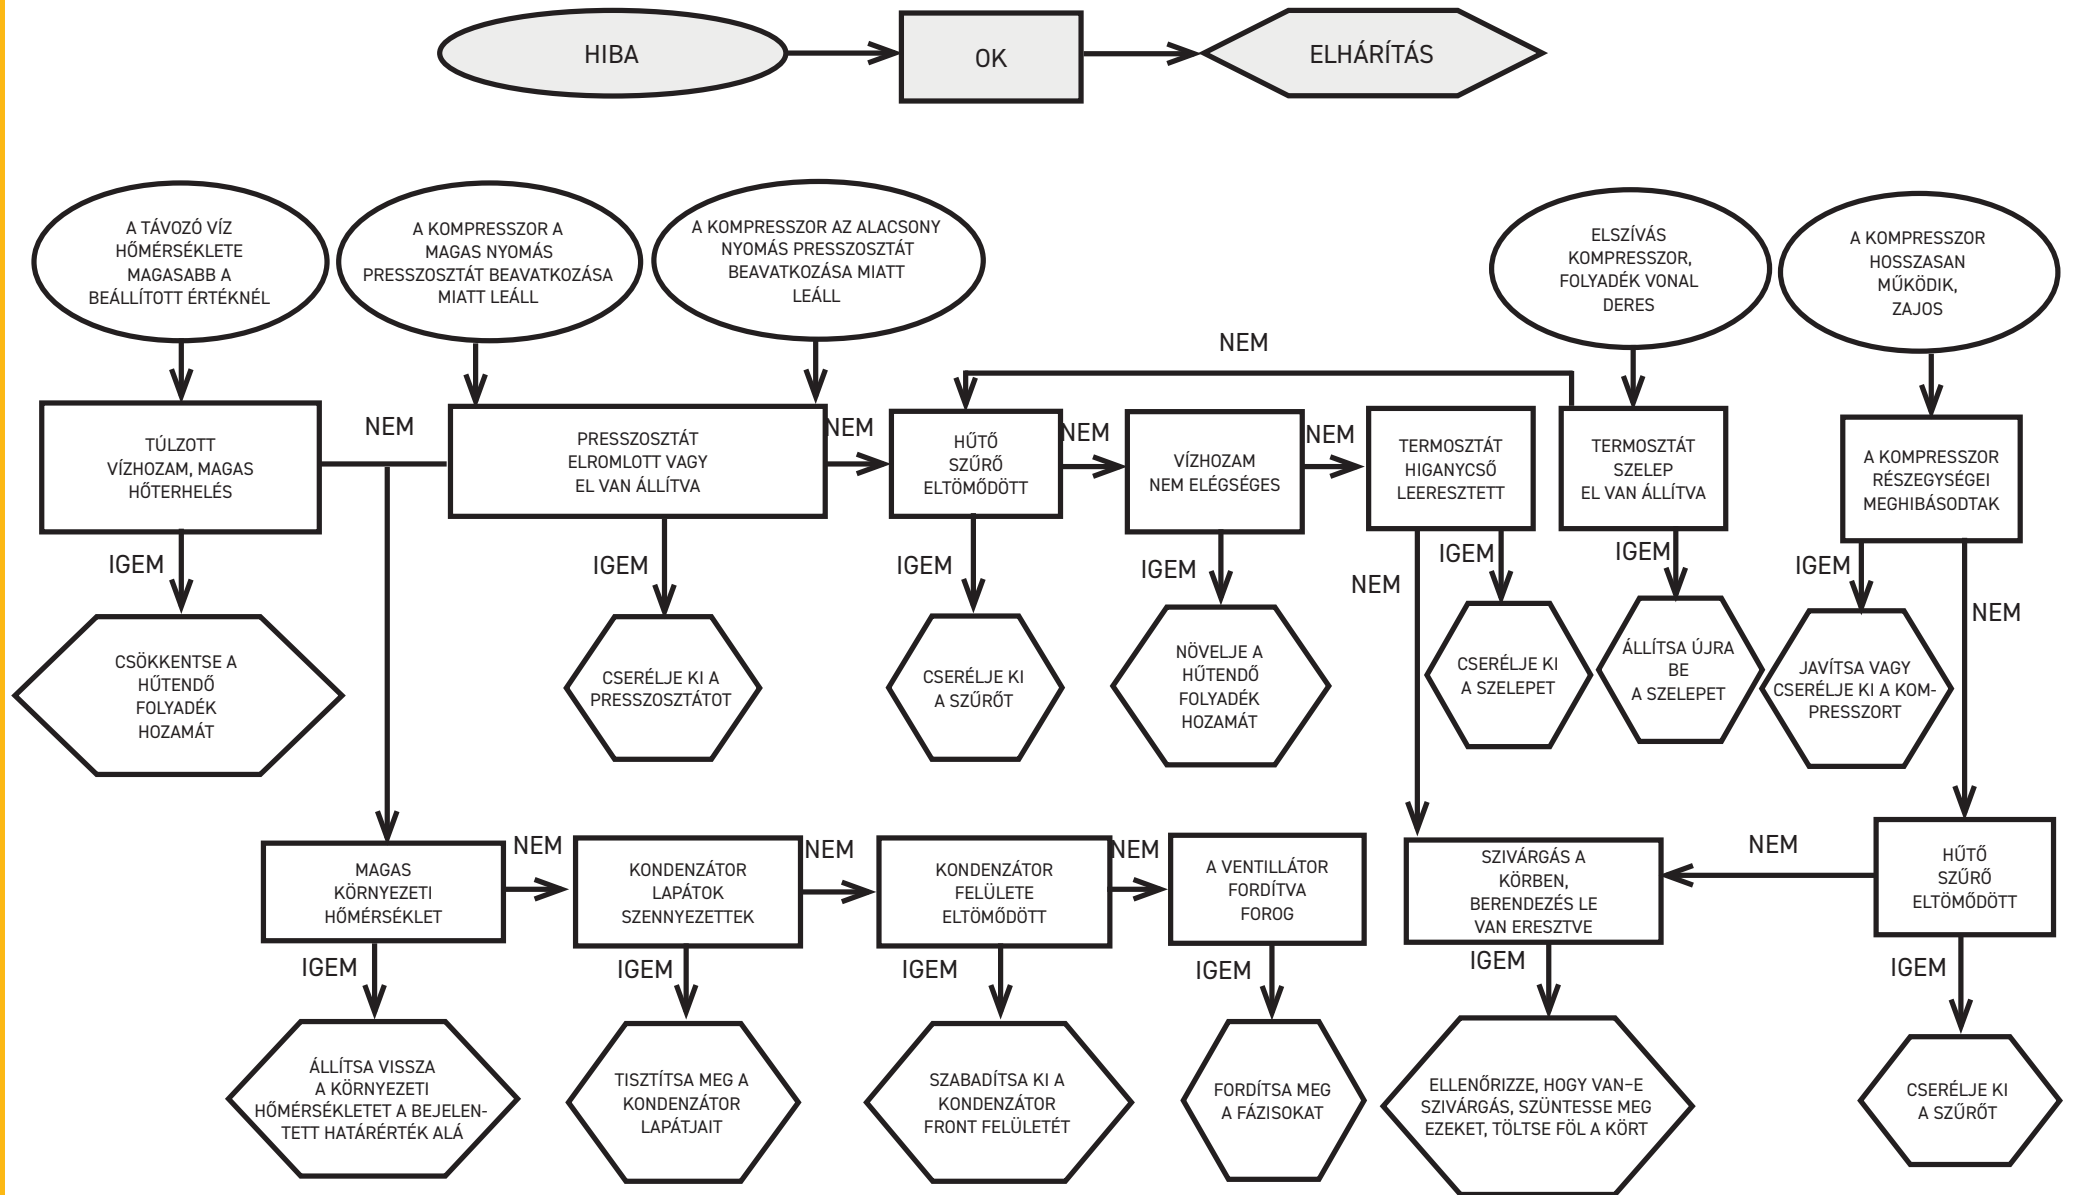 HIBA
OK
ELHÁRÍTÁS
A TÁVOZÓ VÍZ
HŐMÉRSÉKLETE
MAGASABB A
BEÁLLÍTOTT ÉRTÉKNÉL
A KOMPRESSZOR A
MAGAS NYOMÁS
PRESSZOSTÁT BEAVATKOZÁSA
MIATT LEÁLL
A KOMPRESSZOR AZ ALACSONY
NYOMÁS PRESSZOSTÁT
BEAVATKOZÁSA MIATT
LEÁLL
ELSZÍVÁS
KOMPRESSZOR,
FOLYADÉK VONAL
DERES
A KOMPRESSZOR
HOSSZASAN
MŰKÖDIK,
ZAJOS
NEM
TÚLZOTT
VÍZHOZAM, MAGAS
HŐTERHELÉS
NEM
PRESSZOSTÁT
ELROMLOTT VAGY
EL VAN ÁLLÍTVA
NEM
HŰTŐ
SZŰRŐ
ELTÖMŐDÖTT
NEM
VÍZHOZAM
NEM ELÉGSÉGES
NEM
TERMOSZTÁT
HIGANYCSŐ
LEERESZTETT
TERMOSZTÁT
SZELEP
EL VAN ÁLLÍTVA
A KOMPRESSZOR
RÉSZEGYSÉGEI
MEGHIBÁSODTAK
IGEM
IGEM
IGEM
IGEM
NEM
IGEM
IGEM
IGEM
NEM
CSÖKKENTSE A
HŰTENDŐ
FOLYADÉK
HOZAMÁT
CSERÉLJE KI A
PRESSZOSZTÁTOT
CSERÉLJE KI
A SZŰRŐT
NÖVELJE A
HŰTENDŐ
FOLYADÉK
HOZAMÁT
CSERÉLJE KI
A SZELEPET
ÁLLÍTSA ÚJRA
BE
A SZELEPET
JAVÍTSA VAGY
CSERÉLJE KI A KOM-
PRESSZORT
MAGAS
KÖRNYEZETI
HŐMÉRSÉKLET
NEM
KONDENZÁTOR
LAPÁTOK
SZENNYEZETTEK
NEM
KONDENZÁTOR
FELÜLETE
ELTÖMŐDÖTT
NEM
A VENTILLÁTOR
FORDÍTVA
FOROG
SZIVÁRGÁS A
KÖRBEN,
BERENDEZÉS LE
VAN ERESZTVE
NEM
HŰTŐ
SZŰRŐ
ELTÖMŐDÖTT
IGEM
IGEM
IGEM
IGEM
IGEM
IGEM
ÁLLÍTSA VISSZA
A KÖRNYEZETI
HŐMÉRSÉKLETET A BEJELEN-
TETT HATÁRÉRTÉK ALÁ
TISZTÍTSA MEG A
KONDENZÁTOR
LAPÁTJAIT
SZABADÍTSA KI A
KONDENZÁTOR
FRONT FELÜLETÉT
FORDÍTSA MEG
A FÁZISOKAT
ELLENŐRIZZE, HOGY VAN-E
SZIVÁRGÁS, SZÜNTESSE MEG
EZEKET, TÖLTSE FÖL A KÖRT
CSERÉLJE KI
A SZŰRŐT